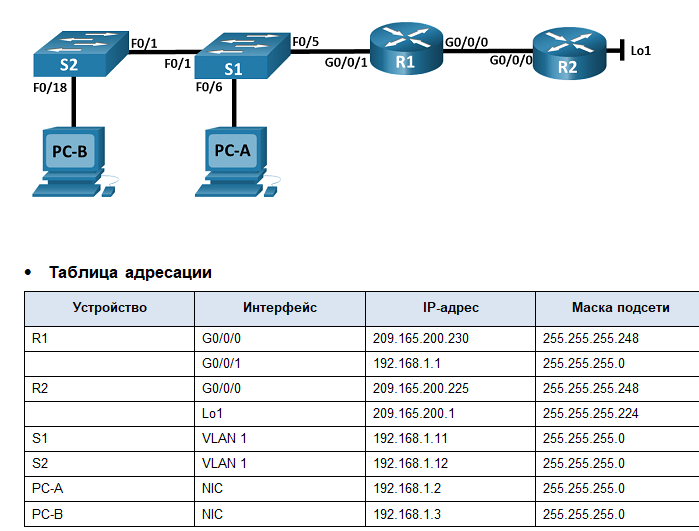 F0/1
F0/5
G0/0/0
Lo1
S2
F0/1
S1
G0/0/1
R1
G0/0/0
R2
F0/18
F0/6
PC-B
PC-A
• Таблица адресации
Устройство Интерфейс IP-адрес Маска подсети
R1 G0/0/0 209.165.200.230 255.255.255.248
G0/0/1 192.168.1.1 255.255.255.0
R2 G0/0/0 209.165.200.225 255.255.255.248
Lo1 209.165.200.1 255.255.255.224
S1 VLAN 1 192.168.1.11 255.255.255.0
S2 VLAN 1 192.168.1.12 255.255.255.0
PC-A NIC 192.168.1.2 255.255.255.0
PC-B NIC 192.168.1.3 255.255.255.0